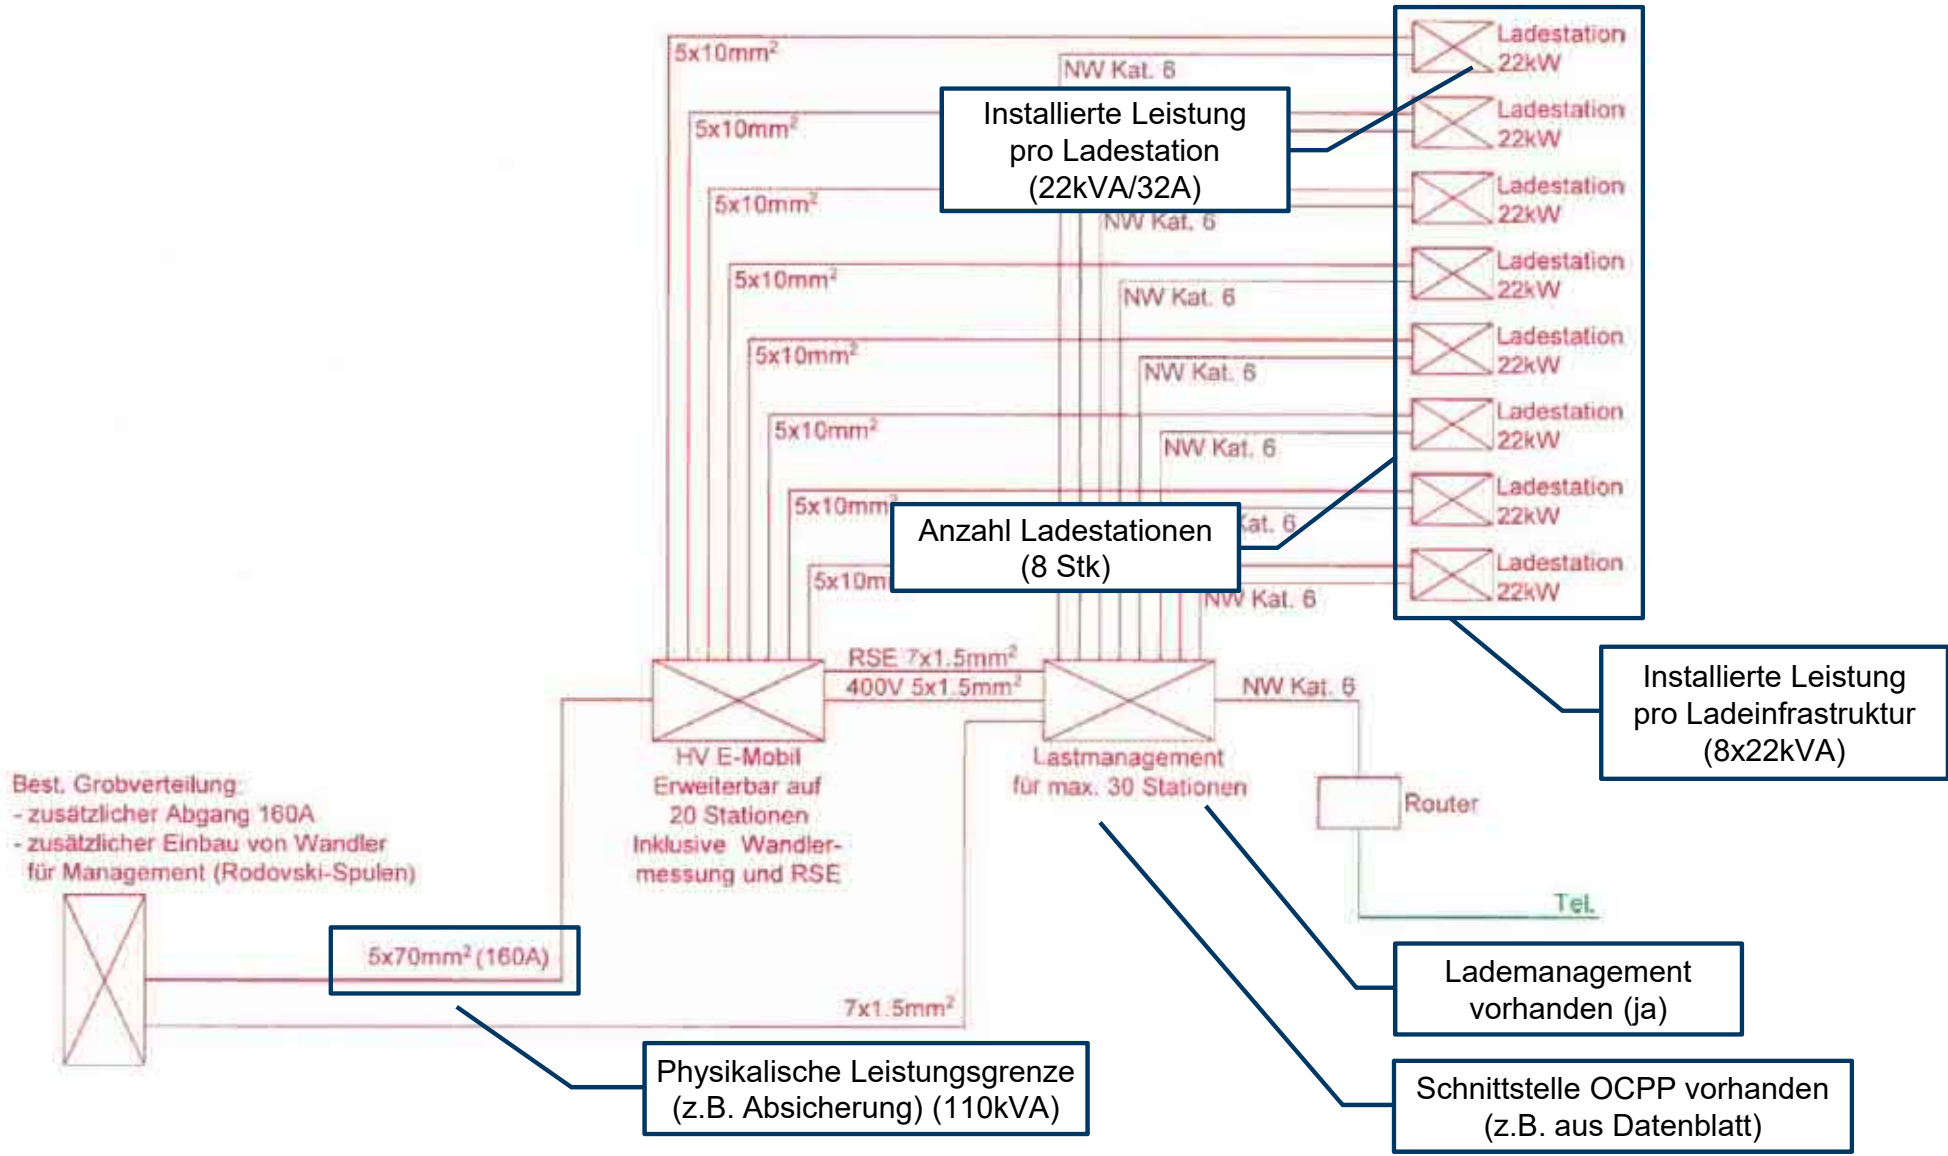 5x10mm²
NW Kat. 6
Ladestation
22kW
5x10mm²
Ladestation
22kW
Installierte Leistung
pro Ladestation
(22kVA/32A)
5x10mm²
NW Kat. 6
Ladestation
22kW
5x10mm²
NW Kat. 6
Ladestation
22kW
5x10mm²
NW Kat. 6
Ladestation
22kW
5x10mm²
NW Kat. 6
Ladestation
22kW
5x10mm²
Kat. 6
Ladestation
22kW
Anzahl Ladestationen
(8 Stk)
5x10m
NW Kat. 6
Ladestation
22kW
RSE 7x1.5mm²
400V 5x1.5mm²
NW Kat. 6
Installierte Leistung
pro Ladeinfrastruktur
(8x22kVA)
HV E-Mobil
Erweiterbar auf
20 Stationen
Inklusive Wandler-
messung und RSE
Lastmanagement
für max. 30 Stationen
Router
Tel.
Best. Grobverteilung:
- zusätzlicher Abgang 160A
- zusätzlicher Einbau von Wandler
für Management (Rodovski-Spulen)
5x70mm² (160A)
7x1.5mm²
Physikalische Leistungsgrenze
(z.B. Absicherung) (110kVA)
Lademanagement
vorhanden (ja)
Schnittstelle OCPP vorhanden
(z.B. aus Datenblatt)